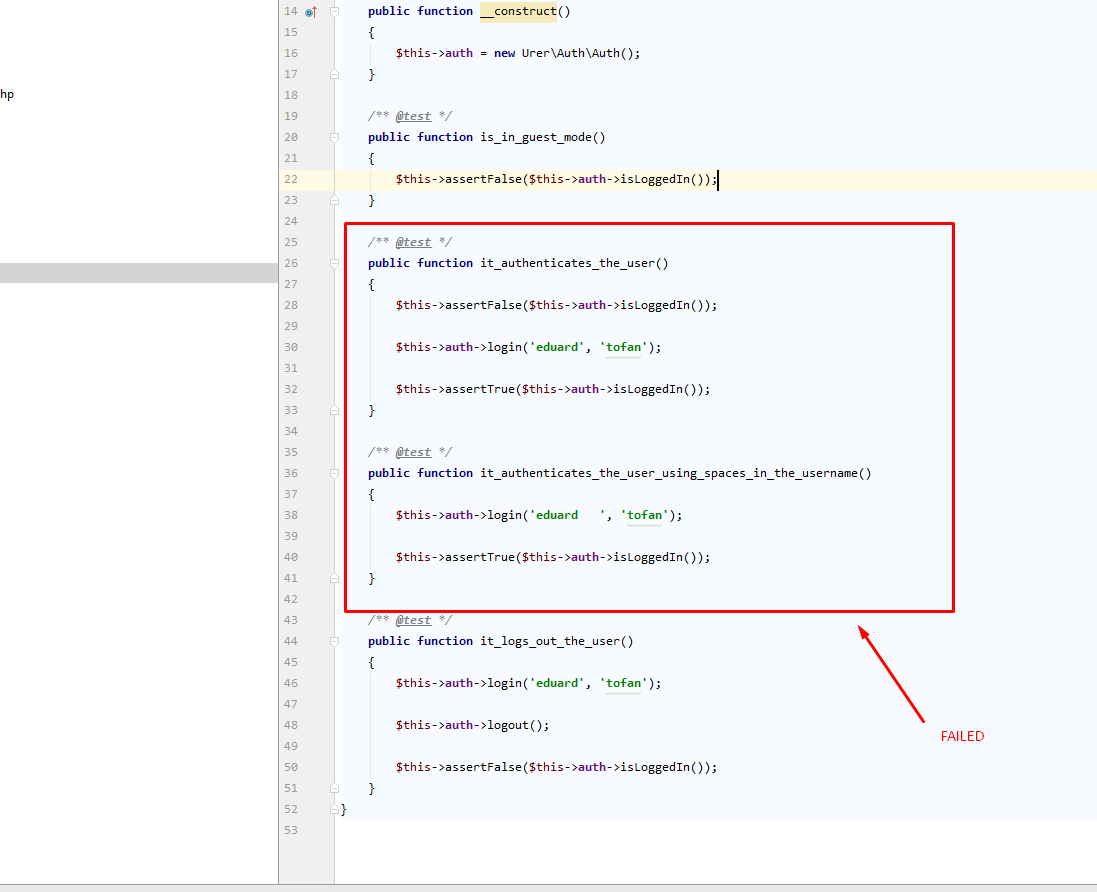 14 public function __construct()
15 {
16 $this->auth = new Urer\Auth\Auth();
17 }
hp
18
19 /** @test */
20 public function is_in_guest_mode()
21 {
22 $this->assertFalse($this->auth->isLoggedIn());
23 }
24
25 /** @test */
26 public function it_authenticates_the_user()
27 {
28 $this->assertFalse($this->auth->isLoggedIn());
29
30 $this->auth->login('eduard', 'tofan');
31
32 $this->assertTrue($this->auth->isLoggedIn());
33 }
34
35 /** @test */
36 public function it_authenticates_the_user_using_spaces_in_the_username()
37 {
38 $this->auth->login('eduard   ', 'tofan');
39
40 $this->assertTrue($this->auth->isLoggedIn());
41 }
42
43 /** @test */
44 public function it_logs_out_the_user()
45 {
46 $this->auth->login('eduard', 'tofan');
47
48 $this->auth->logout();
49
50 $this->assertFalse($this->auth->isLoggedIn());
51 }
52 }
53
FAILED